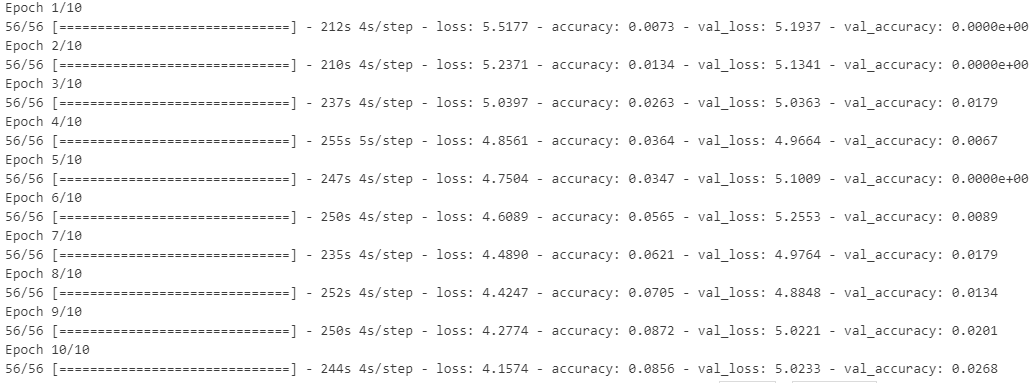 Epoch 1/10
56/56 [==============================] - 212s 4s/step - loss: 5.5177 - accuracy: 0.0073 - val_loss: 5.1937 - val_accuracy: 0.0000e+00
Epoch 2/10
56/56 [==============================] - 210s 4s/step - loss: 5.2371 - accuracy: 0.0134 - val_loss: 5.1341 - val_accuracy: 0.0000e+00
Epoch 3/10
56/56 [==============================] - 237s 4s/step - loss: 5.0397 - accuracy: 0.0263 - val_loss: 5.0363 - val_accuracy: 0.0179
Epoch 4/10
56/56 [==============================] - 255s 5s/step - loss: 4.8561 - accuracy: 0.0364 - val_loss: 4.9664 - val_accuracy: 0.0067
Epoch 5/10
56/56 [==============================] - 247s 4s/step - loss: 4.7504 - accuracy: 0.0347 - val_loss: 5.1009 - val_accuracy: 0.0000e+00
Epoch 6/10
56/56 [==============================] - 250s 4s/step - loss: 4.6089 - accuracy: 0.0565 - val_loss: 5.2553 - val_accuracy: 0.0089
Epoch 7/10
56/56 [==============================] - 235s 4s/step - loss: 4.4890 - accuracy: 0.0621 - val_loss: 4.9764 - val_accuracy: 0.0179
Epoch 8/10
56/56 [==============================] - 252s 4s/step - loss: 4.4247 - accuracy: 0.0705 - val_loss: 4.8848 - val_accuracy: 0.0134
Epoch 9/10
56/56 [==============================] - 250s 4s/step - loss: 4.2774 - accuracy: 0.0872 - val_loss: 5.0221 - val_accuracy: 0.0201
Epoch 10/10
56/56 [==============================] - 244s 4s/step - loss: 4.1574 - accuracy: 0.0856 - val_loss: 5.0233 - val_accuracy: 0.0268